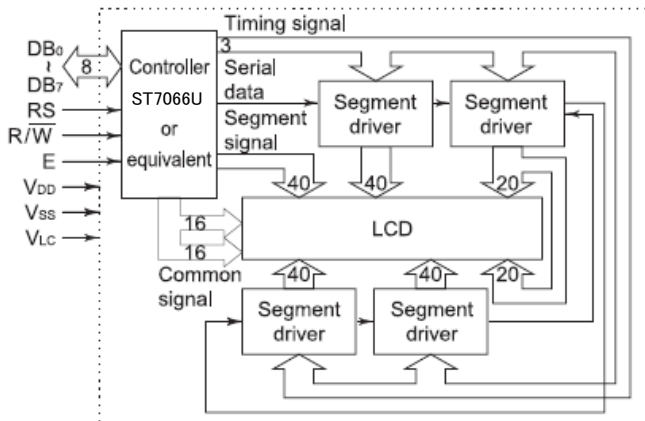 Timing signal
DB₀
~
DB₇
8
Controller
ST7066U
or
equivalent
3
Serial
data
Segment
signal
RS
R/W̅
E
VDD
VSS
VLC
Segment
driver
Segment
driver
40
40
20
16
16
LCD
Common
signal
40
40
20
Segment
driver
Segment
driver